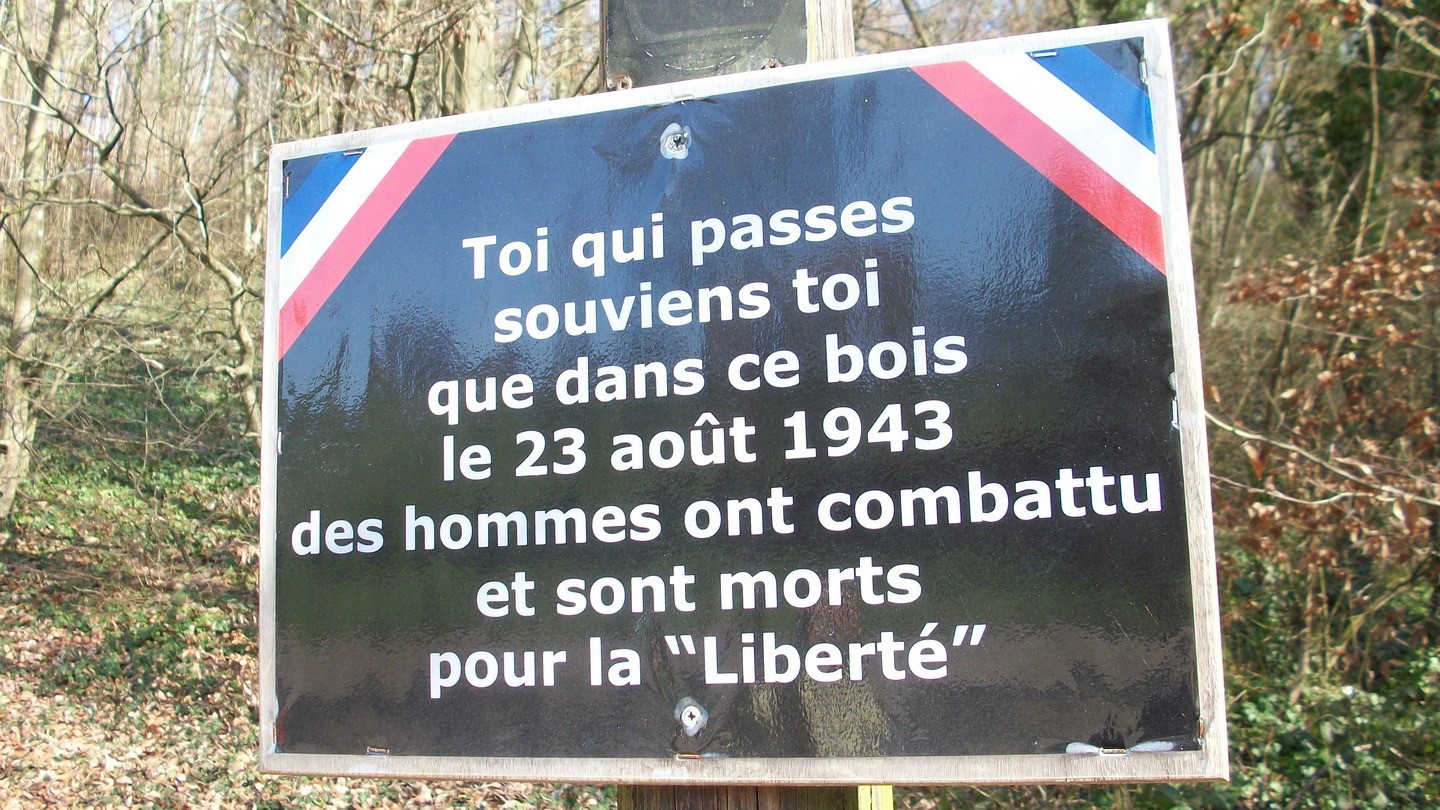 Toi qui passes
souviens toi
que dans ce bois
le 23 août 1943
des hommes ont combattu
et sont morts
pour la “Liberté”